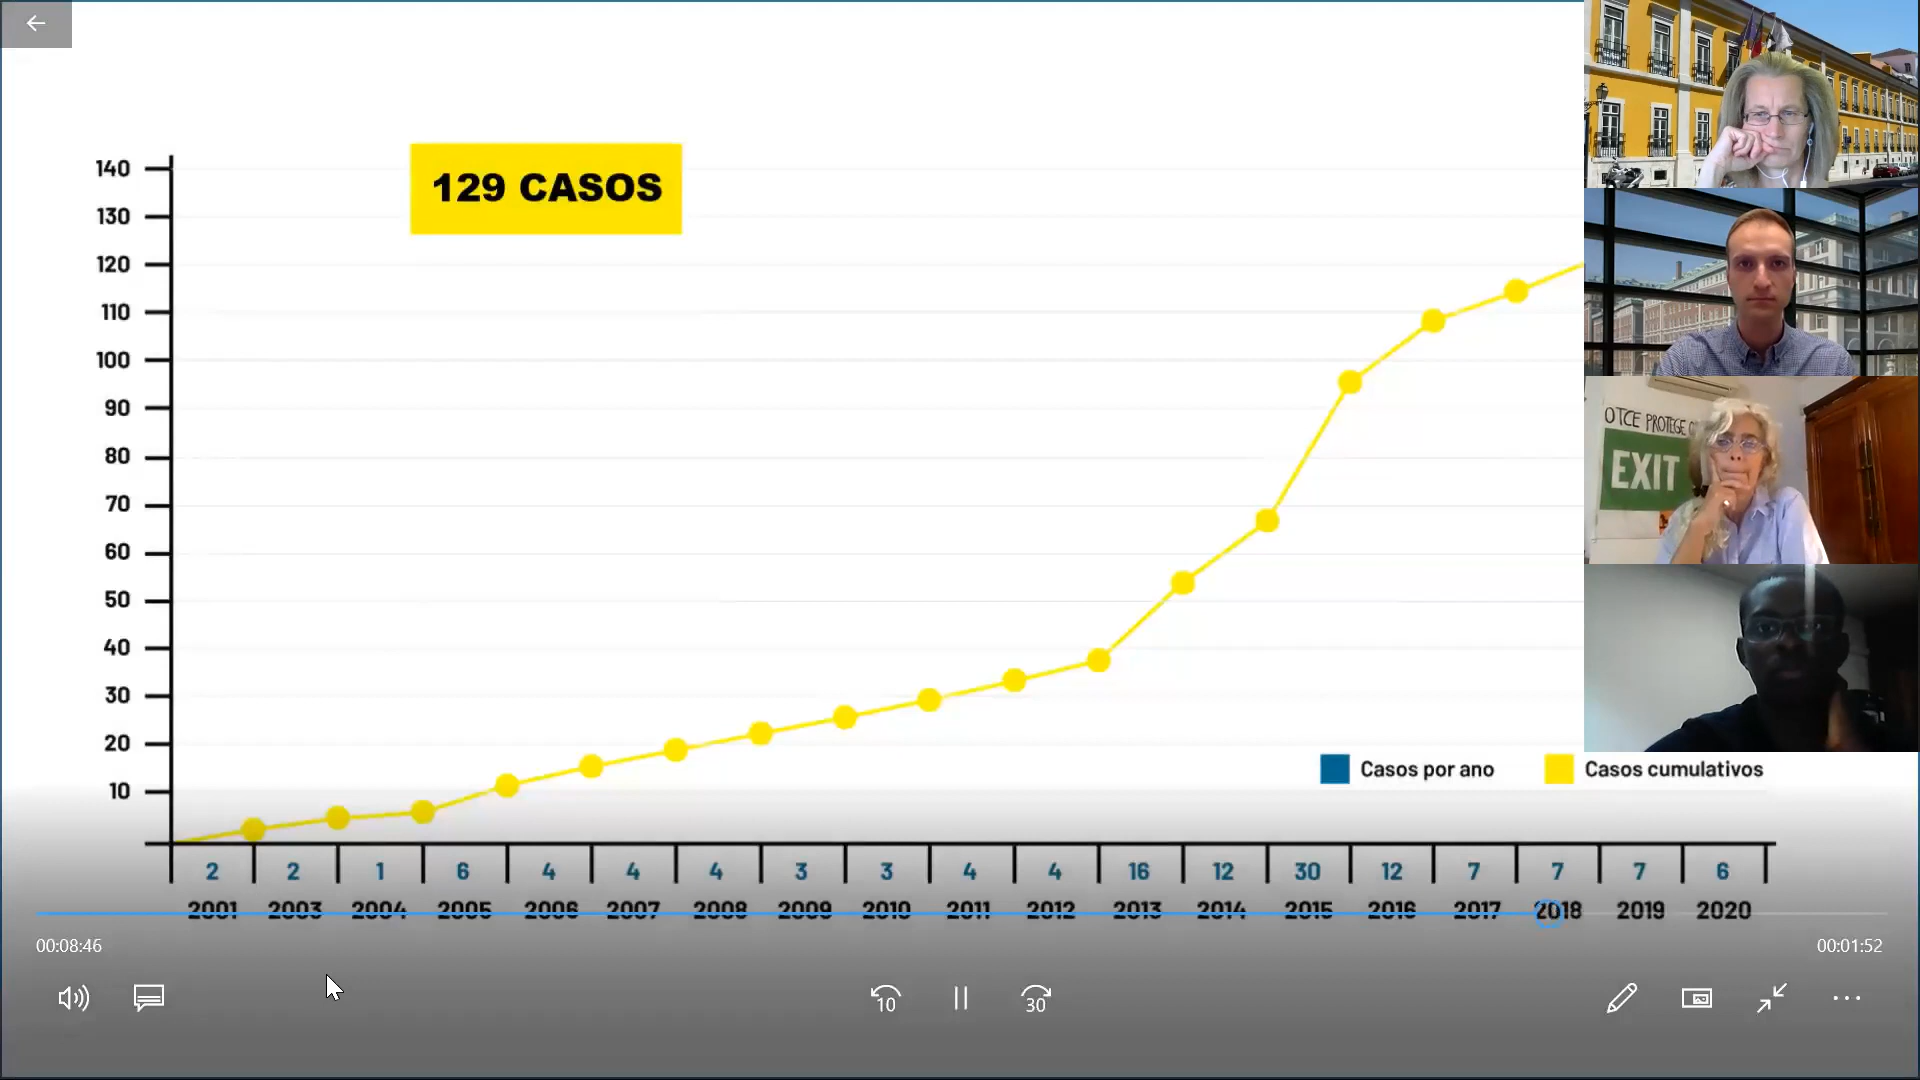 129 CASOS
140
130
120
110
100
90
80
70
60
50
40
30
20
10
OTCE PROTEGE
EXIT
Casos por ano
Casos cumulativos
2 2 1 6 4 4 4 3 3 4 4 16 12 30 12 7 7 7 6
2001 2003 2004 2005 2006 2007 2008 2009 2010 2011 2012 2013 2014 2015 2016 2017 2018 2019 2020
00:08:46
00:01:52
10
30